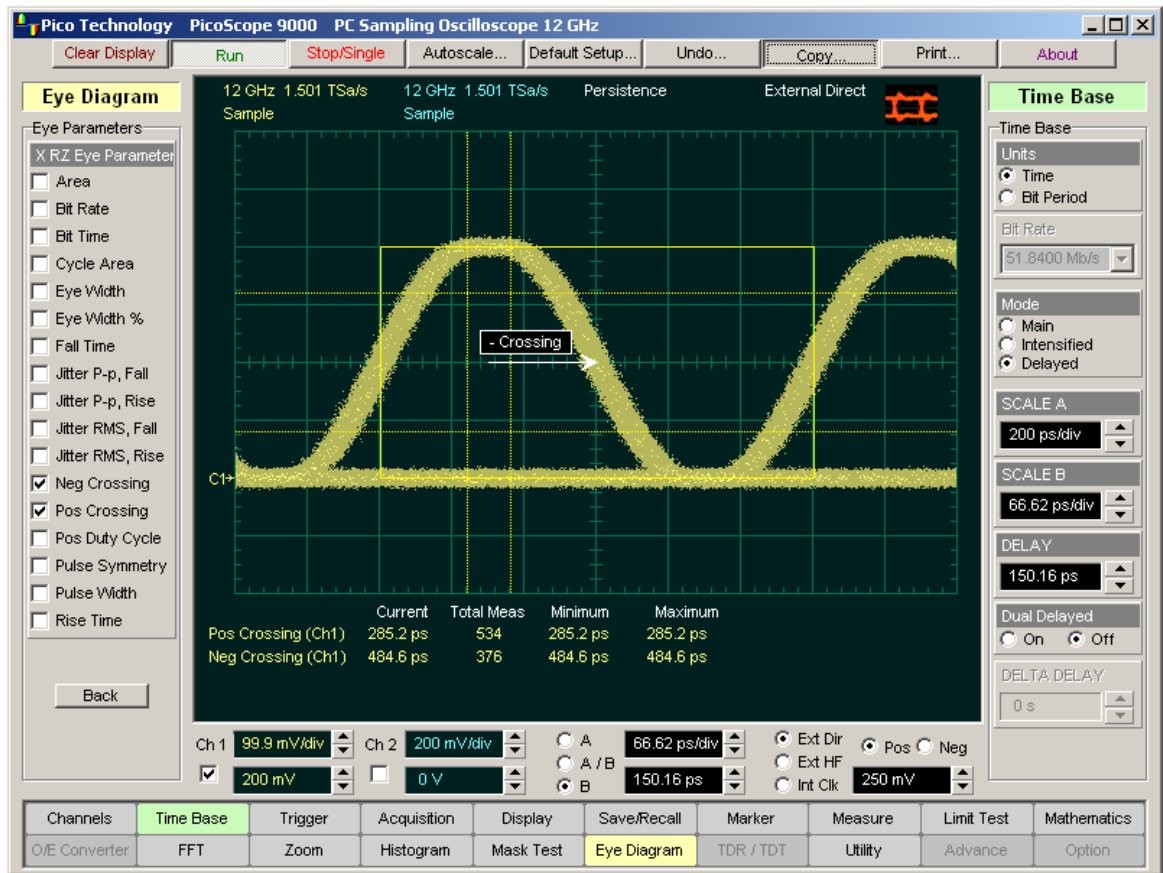 Pico Technology PicoScope 9000 PC Sampling Oscilloscope 12 GHz
Clear Display Run Stop/Single Autoscale... Default Setup... Undo... Copy... Print... About
Eye Diagram
Eye Parameters
X RZ Eye Parameter
Area
Bit Rate
Bit Time
Cycle Area
Eye Width
Eye Width %
Fall Time
Jitter P-p, Fall
Jitter P-p, Rise
Jitter RMS, Fall
Jitter RMS, Rise
Neg Crossing
Pos Crossing
Pos Duty Cycle
Pulse Symmetry
Pulse Width
Rise Time
Back
12 GHz 1.501 TSa/s 12 GHz 1.501 TSa/s Persistence External Direct
Sample Sample
- Crossing
C1
Current Total Meas Minimum Maximum
Pos Crossing (Ch1) 285.2 ps 534 285.2 ps 285.2 ps
Neg Crossing (Ch1) 484.6 ps 376 484.6 ps 484.6 ps
Time Base
Time Base
Units
Time
Bit Period
Bit Rate
51.8400 Mb/s
Mode
Main
Intensified
Delayed
SCALE A
200 ps/div
SCALE B
66.62 ps/div
DELAY
150.16 ps
Dual Delayed
On Off
DELTA DELAY
0 s
Ch 1 99.9 mV/div Ch 2 200 mV/div A 66.62 ps/div Ext Dir Pos Neg
A / B Ext HF
200 mV 0 V B 150.16 ps Int Clk 250 mV
Channels Time Base Trigger Acquisition Display Save/Recall Marker Measure Limit Test Mathematics
O/E Converter FFT Zoom Histogram Mask Test Eye Diagram TDR / TDT Utility Advance Option